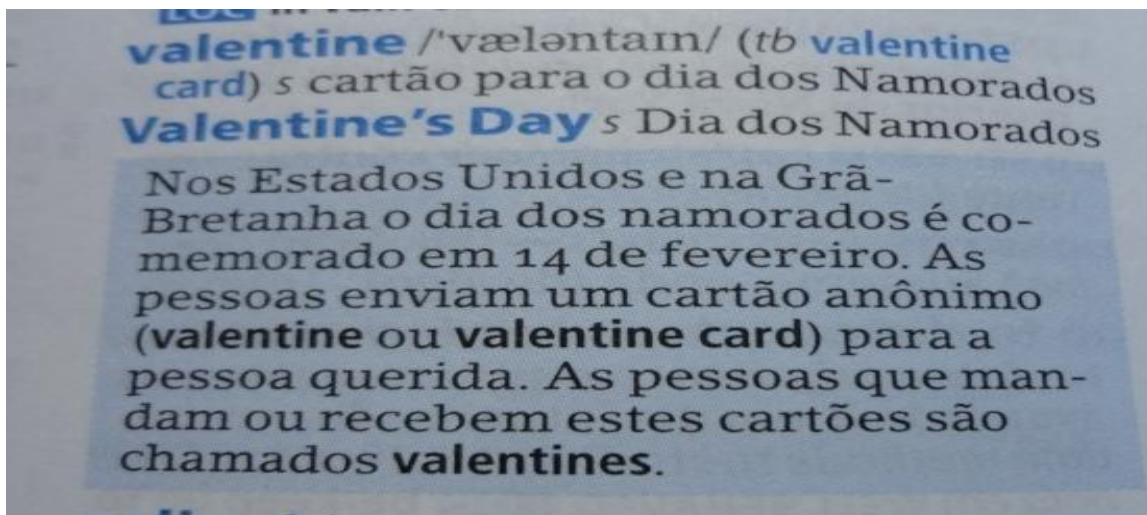 valentine /'væləntaɪn/ (tb valentine
card) s cartão para o dia dos Namorados
Valentine's Day s Dia dos Namorados
Nos Estados Unidos e na Grã-
Bretanha o dia dos namorados é co-
memorado em 14 de fevereiro. As
pessoas enviam um cartão anônimo
(valentine ou valentine card) para a
pessoa querida. As pessoas que man-
dam ou recebem estes cartões são
chamados valentines.